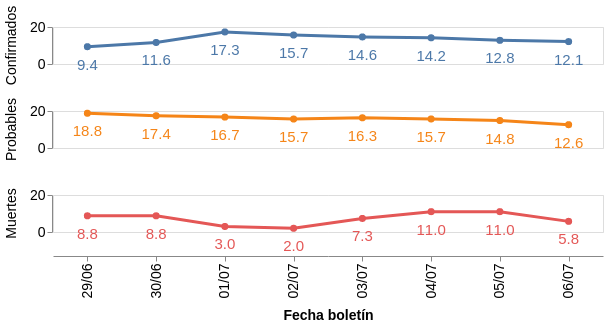 Confirmados
20
0
9.4 11.6 17.3 15.7 14.6 14.2 12.8 12.1
Probables
20
0
18.8 17.4 16.7 15.7 16.3 15.7 14.8 12.6
Muertes
20
0
8.8 8.8 3.0 2.0 7.3 11.0 11.0 5.8
29/06 30/06 01/07 02/07 03/07 04/07 05/07 06/07
Fecha boletín